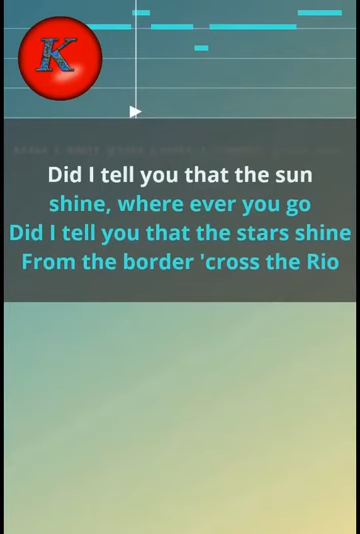 K
Did I tell you that the sun
shine, where ever you go
Did I tell you that the stars shine
From the border 'cross the Rio